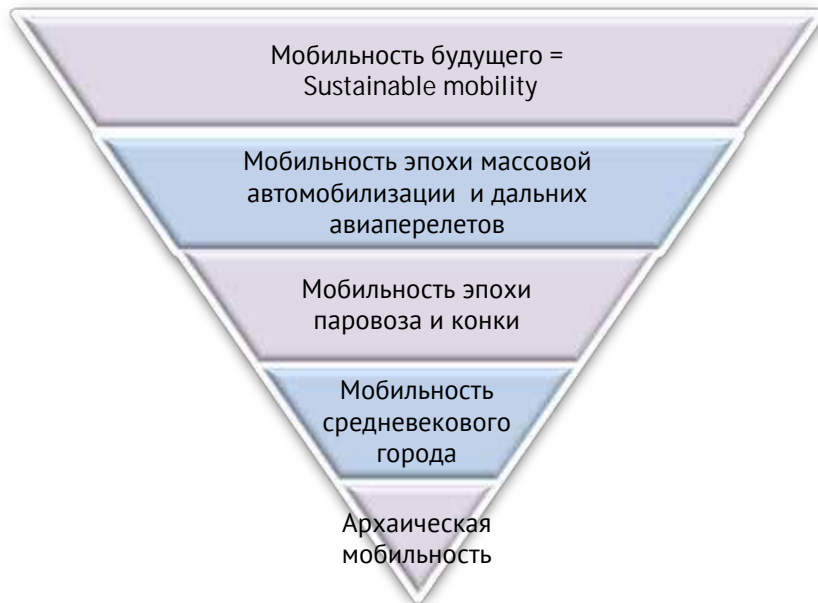 Мобильность будущего =
Sustainable mobility
Мобильность эпохи массовой
автомобилизации и дальних
авиаперелетов
Мобильность эпохи
паровоза и конки
Мобильность
средневекового
города
Архаическая
мобильность